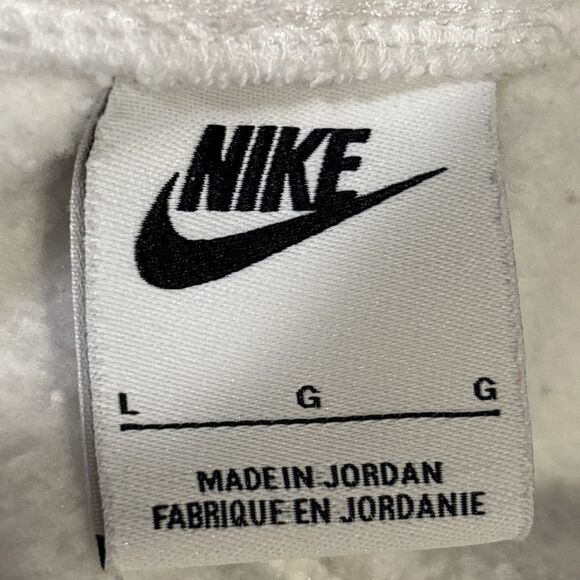 NIKE
L G G
MADE IN JORDAN
FABRIQUE EN JORDANIE